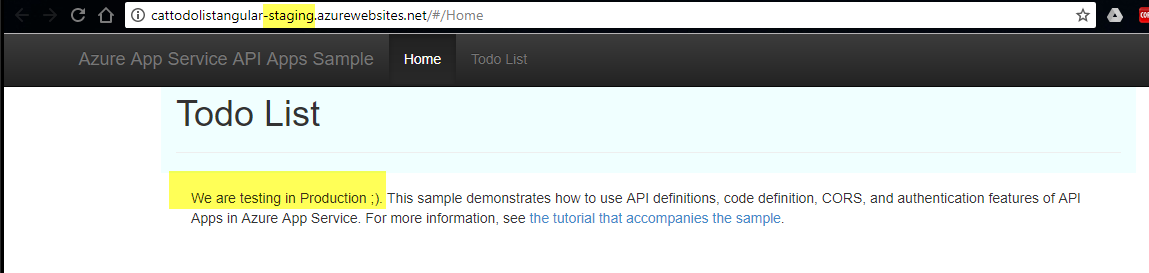 cattodolistangular-staging.azurewebsites.net/#/Home
Azure App Service API Apps Sample Home Todo List
Todo List
We are testing in Production ;). This sample demonstrates how to use API definitions, code definition, CORS, and authentication features of API
Apps in Azure App Service. For more information, see the tutorial that accompanies the sample.